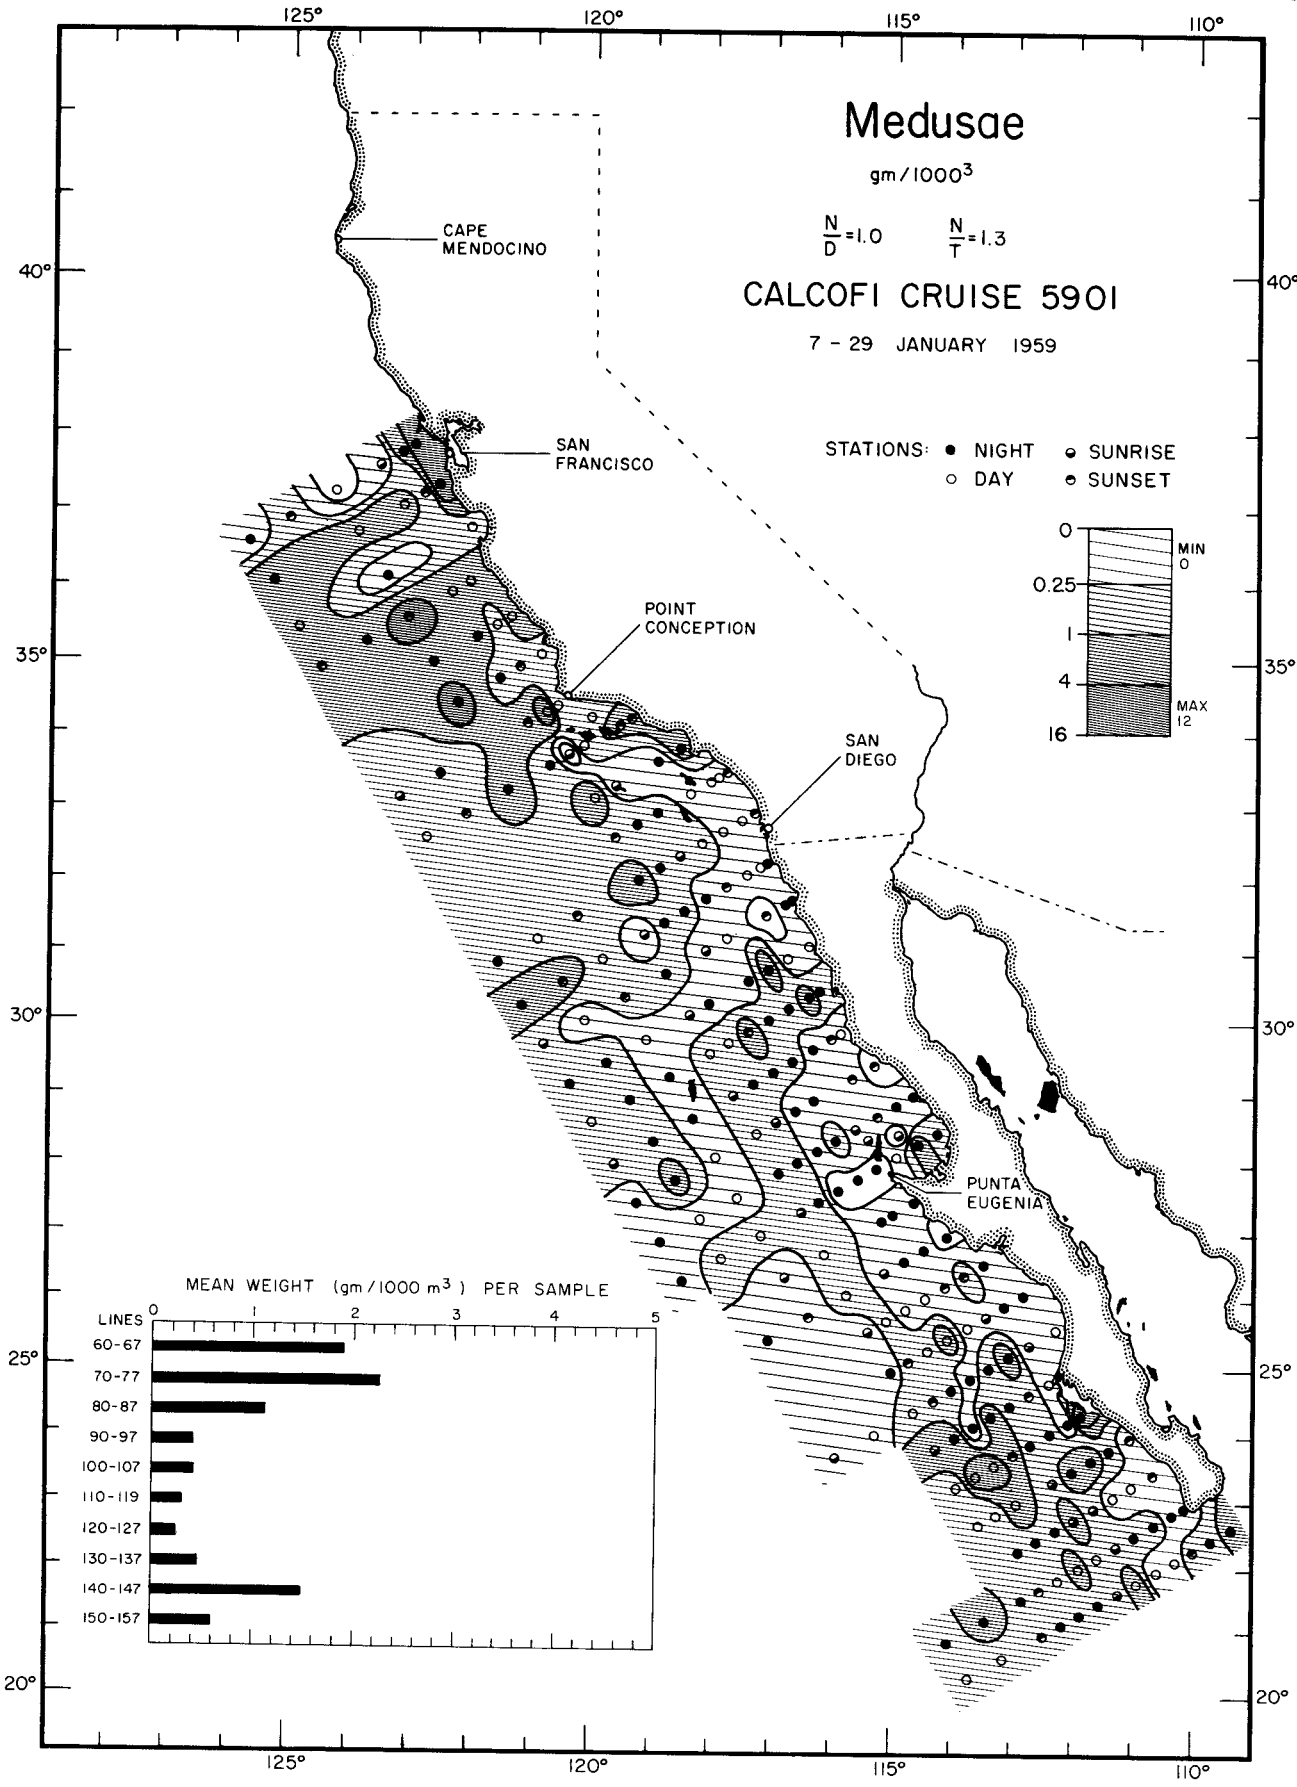 125° 120° 115° 110°
Medusae
gm/1000³
N/D = 1.0 N/T = 1.3
CALCOFI CRUISE 5901
7 - 29 JANUARY 1959
CAPE
MENDOCINO
40° 40°
SAN
FRANCISCO
STATIONS: ● NIGHT ◒ SUNRISE
○ DAY ◓ SUNSET
0
0.25
1
4
16
MIN
0
MAX
12
POINT
CONCEPTION
35° 35°
SAN
DIEGO
30° 30°
PUNTA
EUGENIA
MEAN WEIGHT (gm/1000 m³) PER SAMPLE
LINES 0 1 2 3 4 5
60-67
70-77
80-87
90-97
100-107
110-119
120-127
130-137
140-147
150-157
25° 25°
20° 20°
125° 120° 115° 110°